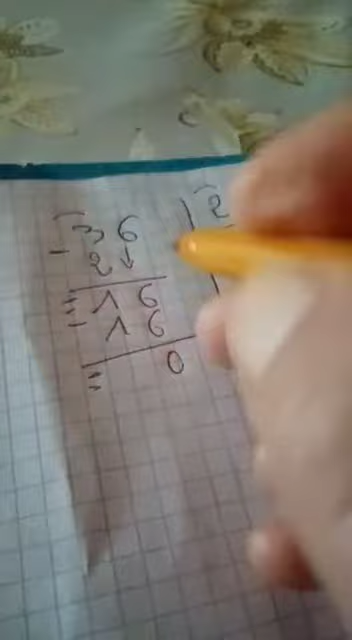 36 | 2
- 2↓
= 16
- 16
= 0